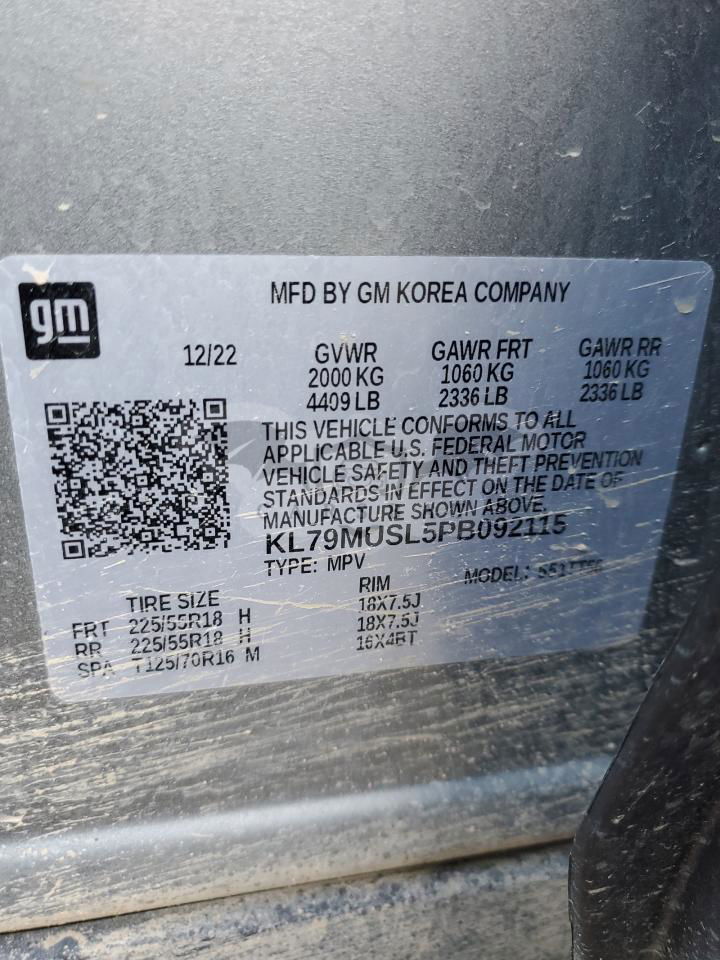 gm
MFD BY GM KOREA COMPANY
12/22
GVWR
2000 KG
4409 LB
GAWR FRT
1060 KG
2336 LB
GAWR RR
1060 KG
2336 LB
THIS VEHICLE CONFORMS TO ALL
APPLICABLE U.S. FEDERAL MOTOR
VEHICLE SAFETY AND THEFT PREVENTION
STANDARDS IN EFFECT ON THE DATE OF
MANUFACTURE SHOWN ABOVE.
KL79MUSL5PB092115
TYPE: MPV
MODEL:
TIRE SIZE
RIM
FRT 225/55R18 H 18X7.5J
RR 225/55R18 H 18X7.5J
SPA T125/70R16 M 16X4BT